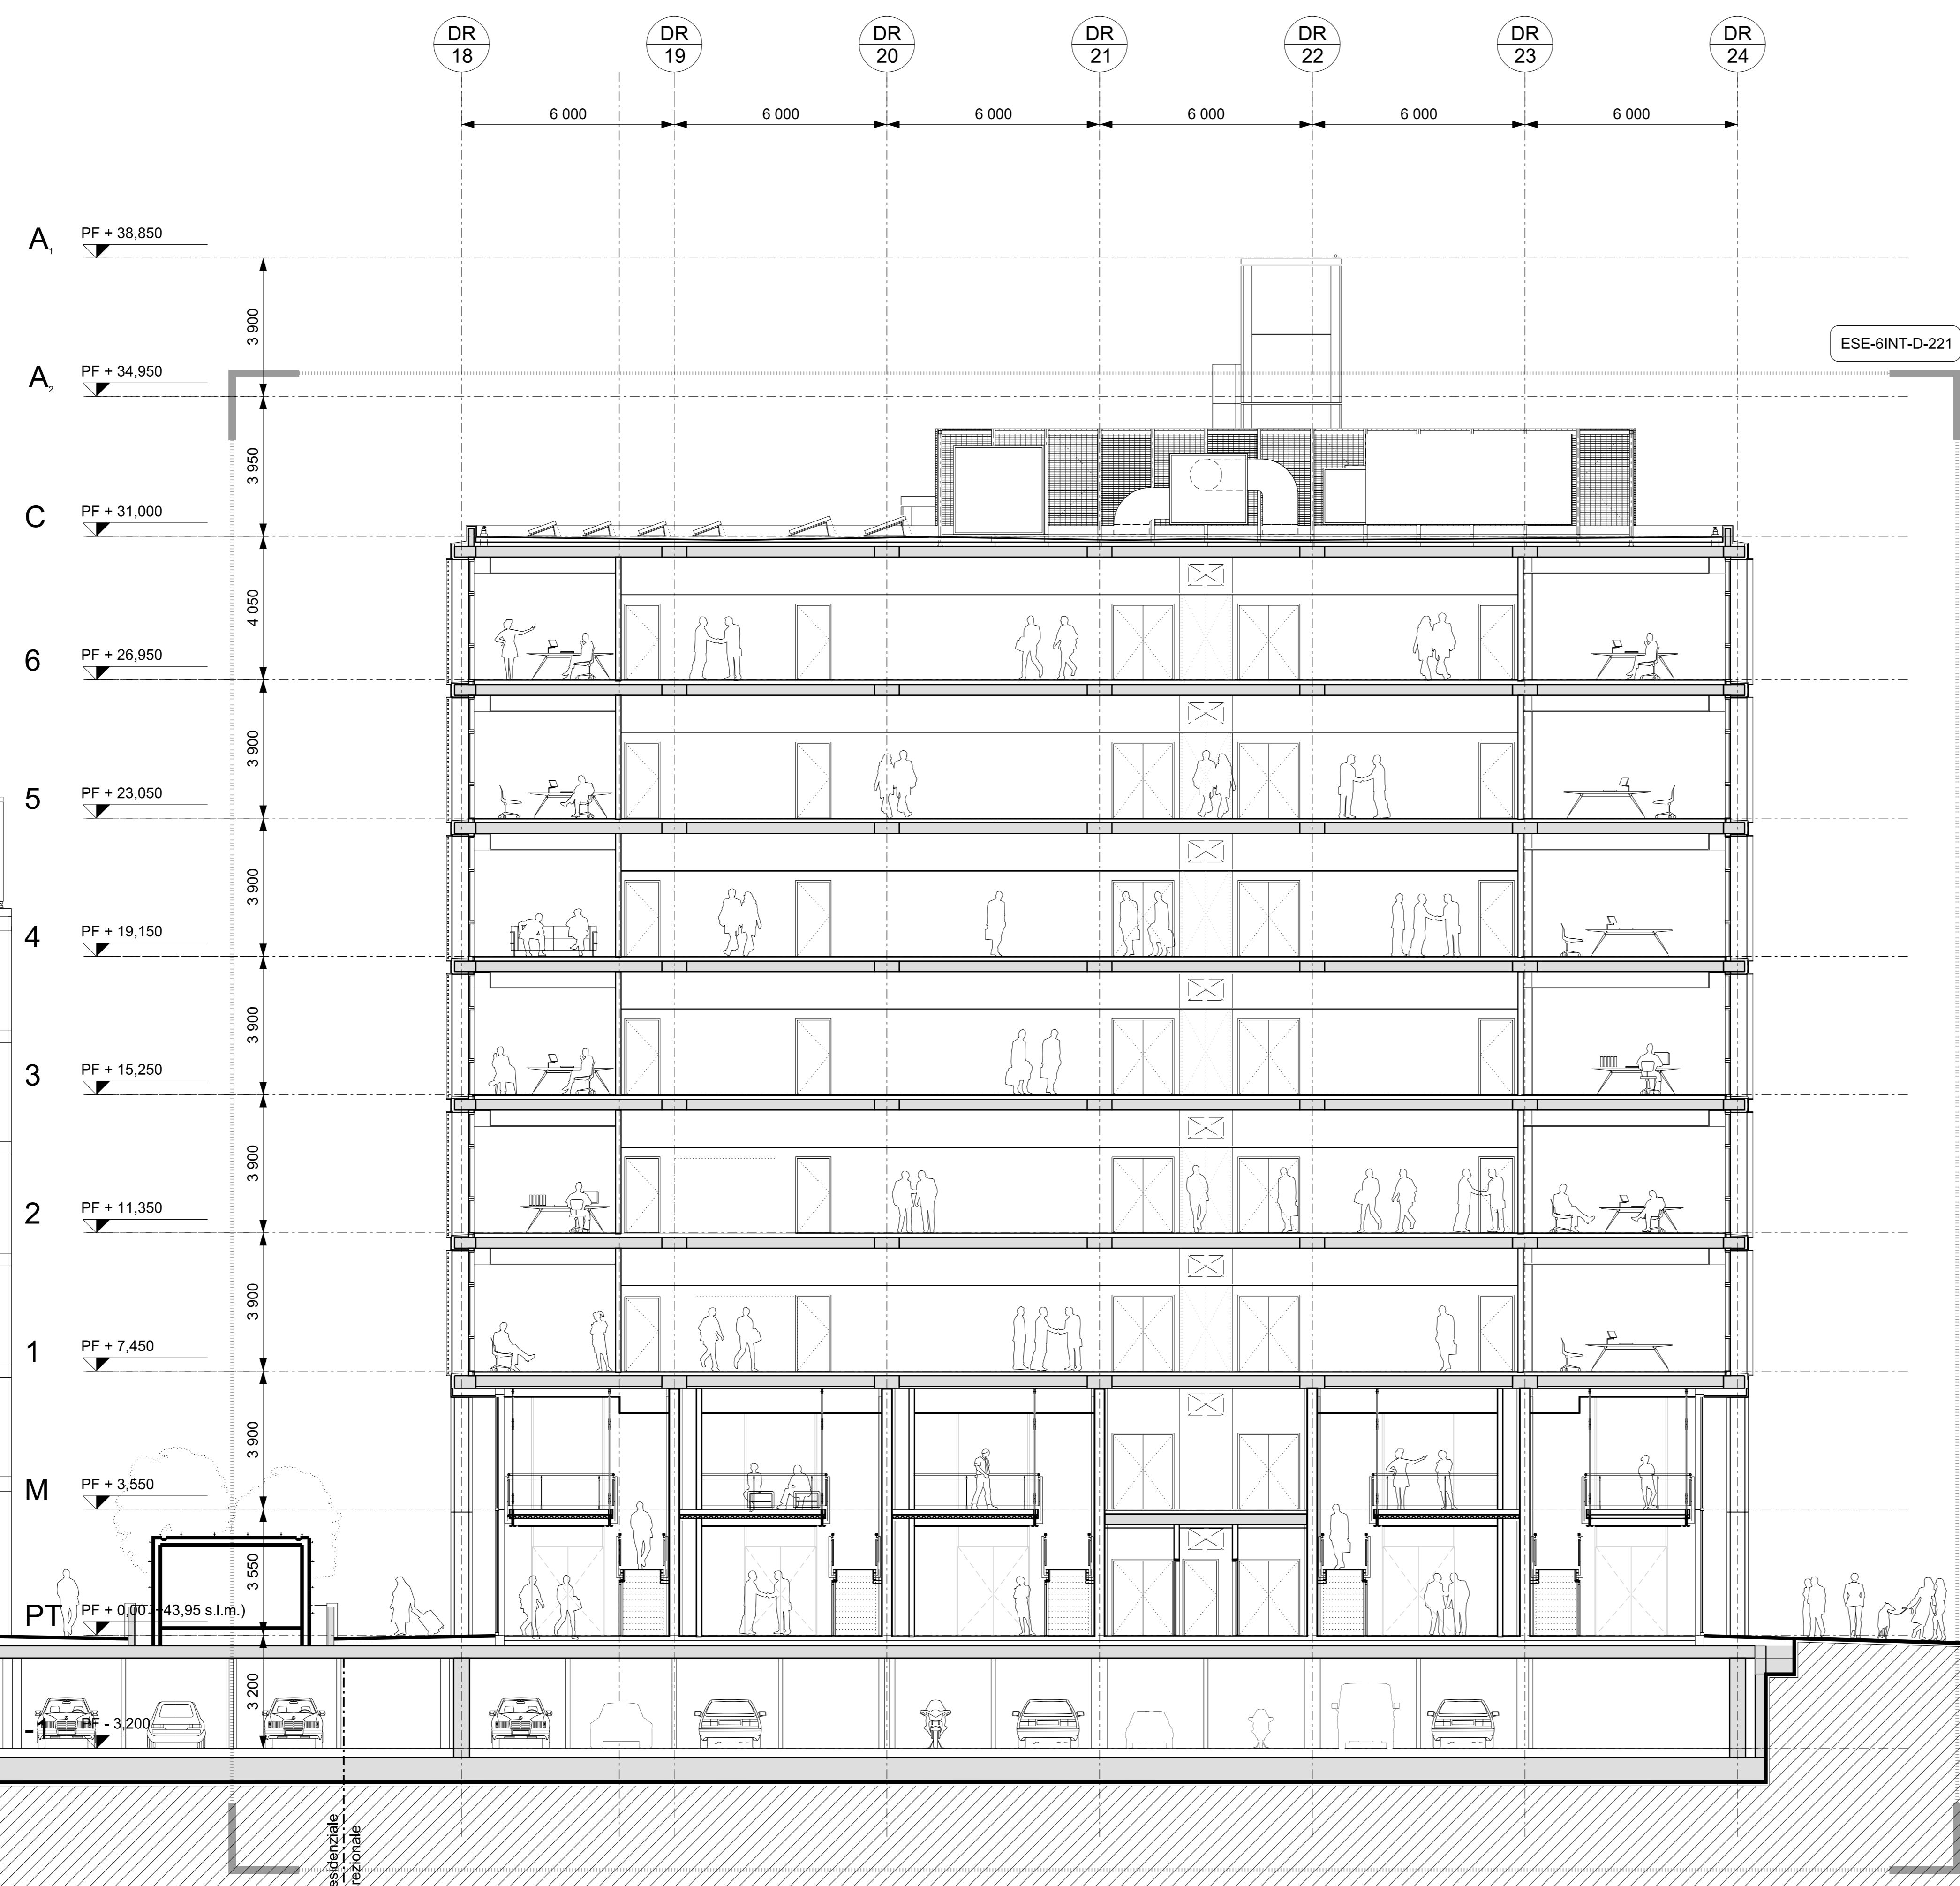 DR
18
DR
19
DR
20
DR
21
DR
22
DR
23
DR
24
6 000
6 000
6 000
6 000
6 000
6 000
A1
PF + 38,850
3 900
ESE-6INT-D-221
A2
PF + 34,950
3 950
C
PF + 31,000
4 050
6
PF + 26,950
3 900
5
PF + 23,050
3 900
4
PF + 19,150
3 900
3
PF + 15,250
3 900
2
PF + 11,350
3 900
1
PF + 7,450
3 900
M
PF + 3,550
3 550
PT
PF + 0,00 43,95 s.l.m.)
3 200
-1
PF - 3,200
esidenziale
rezionale